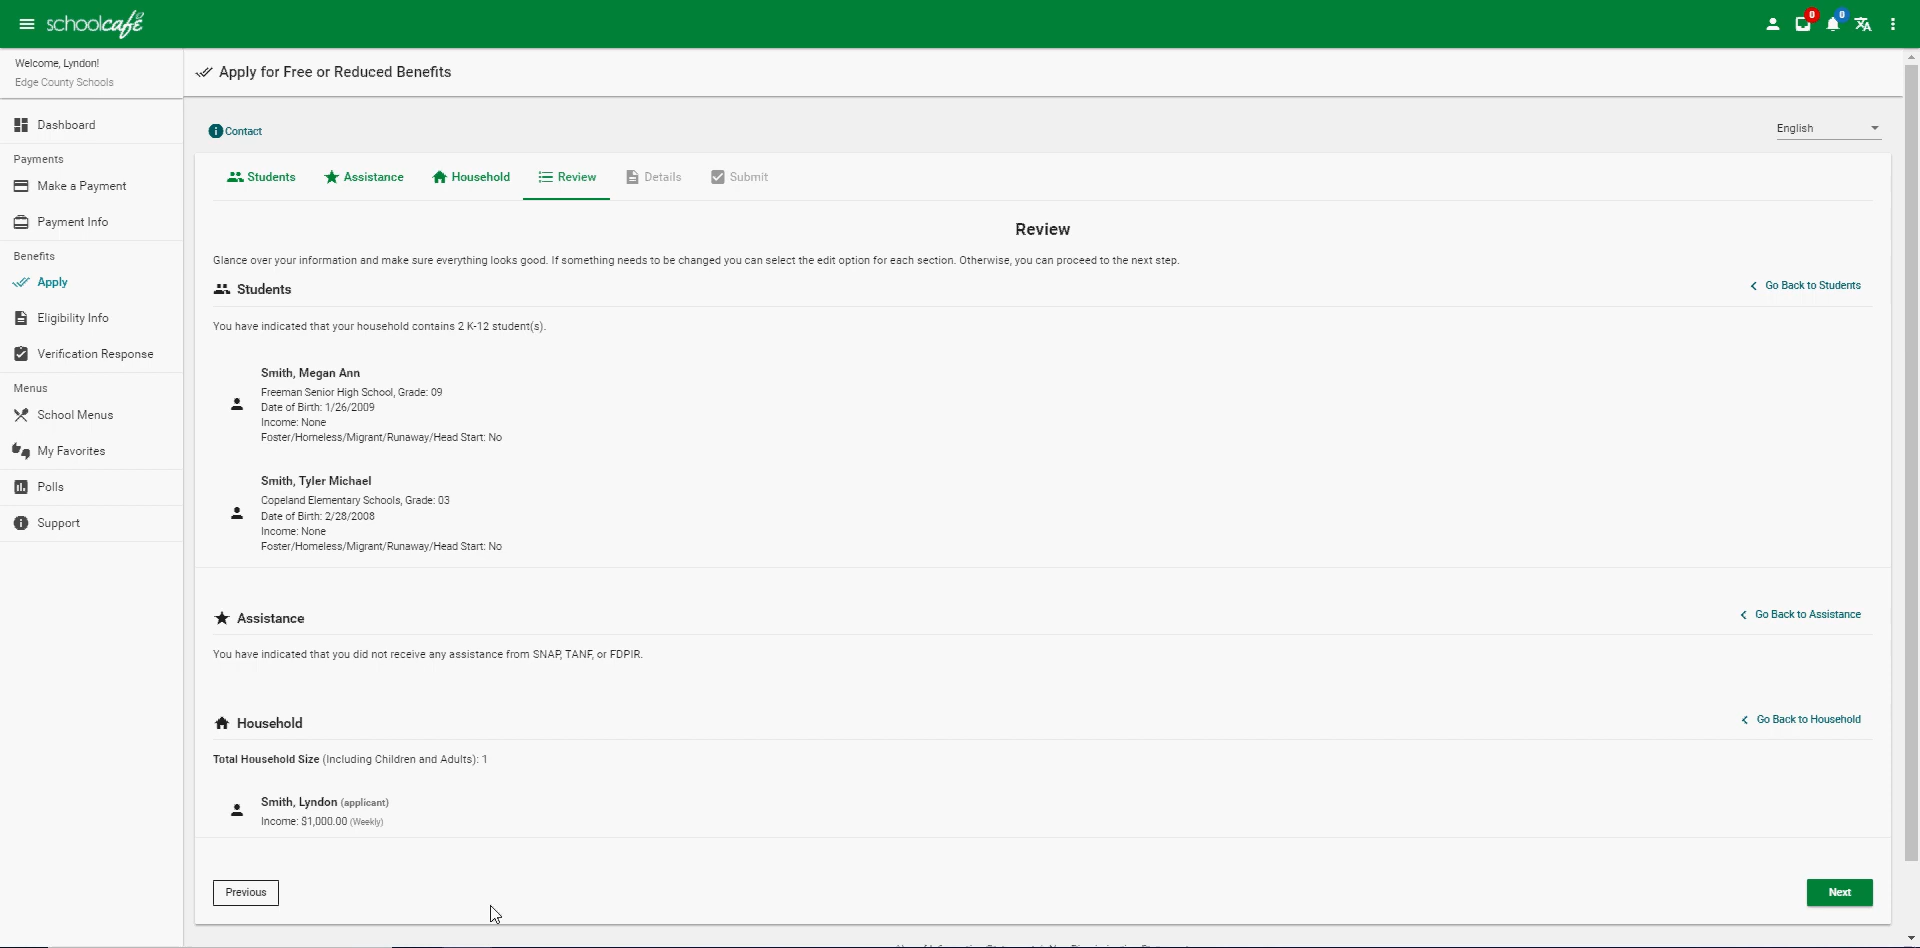 schoolcafé
0
0
Welcome, Lyndon!
Edge County Schools
Apply for Free or Reduced Benefits
Dashboard
Payments
Make a Payment
Payment Info
Benefits
Apply
Eligibility Info
Verification Response
Menus
School Menus
My Favorites
Polls
Support
Contact
English
Students
Assistance
Household
Review
Details
Submit
Review
Glance over your information and make sure everything looks good. If something needs to be changed you can select the edit option for each section. Otherwise, you can proceed to the next step.
Students
Go Back to Students
You have indicated that your household contains 2 K-12 student(s).
Smith, Megan Ann
Freeman Senior High School, Grade: 09
Date of Birth: 1/26/2009
Income: None
Foster/Homeless/Migrant/Runaway/Head Start: No
Smith, Tyler Michael
Copeland Elementary Schools, Grade: 03
Date of Birth: 2/28/2008
Income: None
Foster/Homeless/Migrant/Runaway/Head Start: No
Assistance
Go Back to Assistance
You have indicated that you did not receive any assistance from SNAP, TANF, or FDPIR.
Household
Go Back to Household
Total Household Size (Including Children and Adults): 1
Smith, Lyndon (applicant)
Income: $1,000.00 (Weekly)
Previous
Next